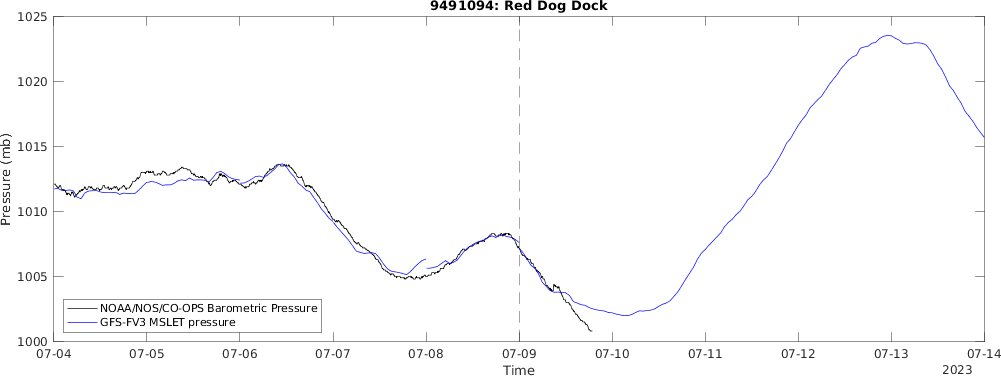 9491094: Red Dog Dock
Pressure (mb)
1025
1020
1015
1010
1005
1000
NOAA/NOS/CO-OPS Barometric Pressure
GFS-FV3 MSLET pressure
07-04 07-05 07-06 07-07 07-08 07-09 07-10 07-11 07-12 07-13 07-14
Time
2023